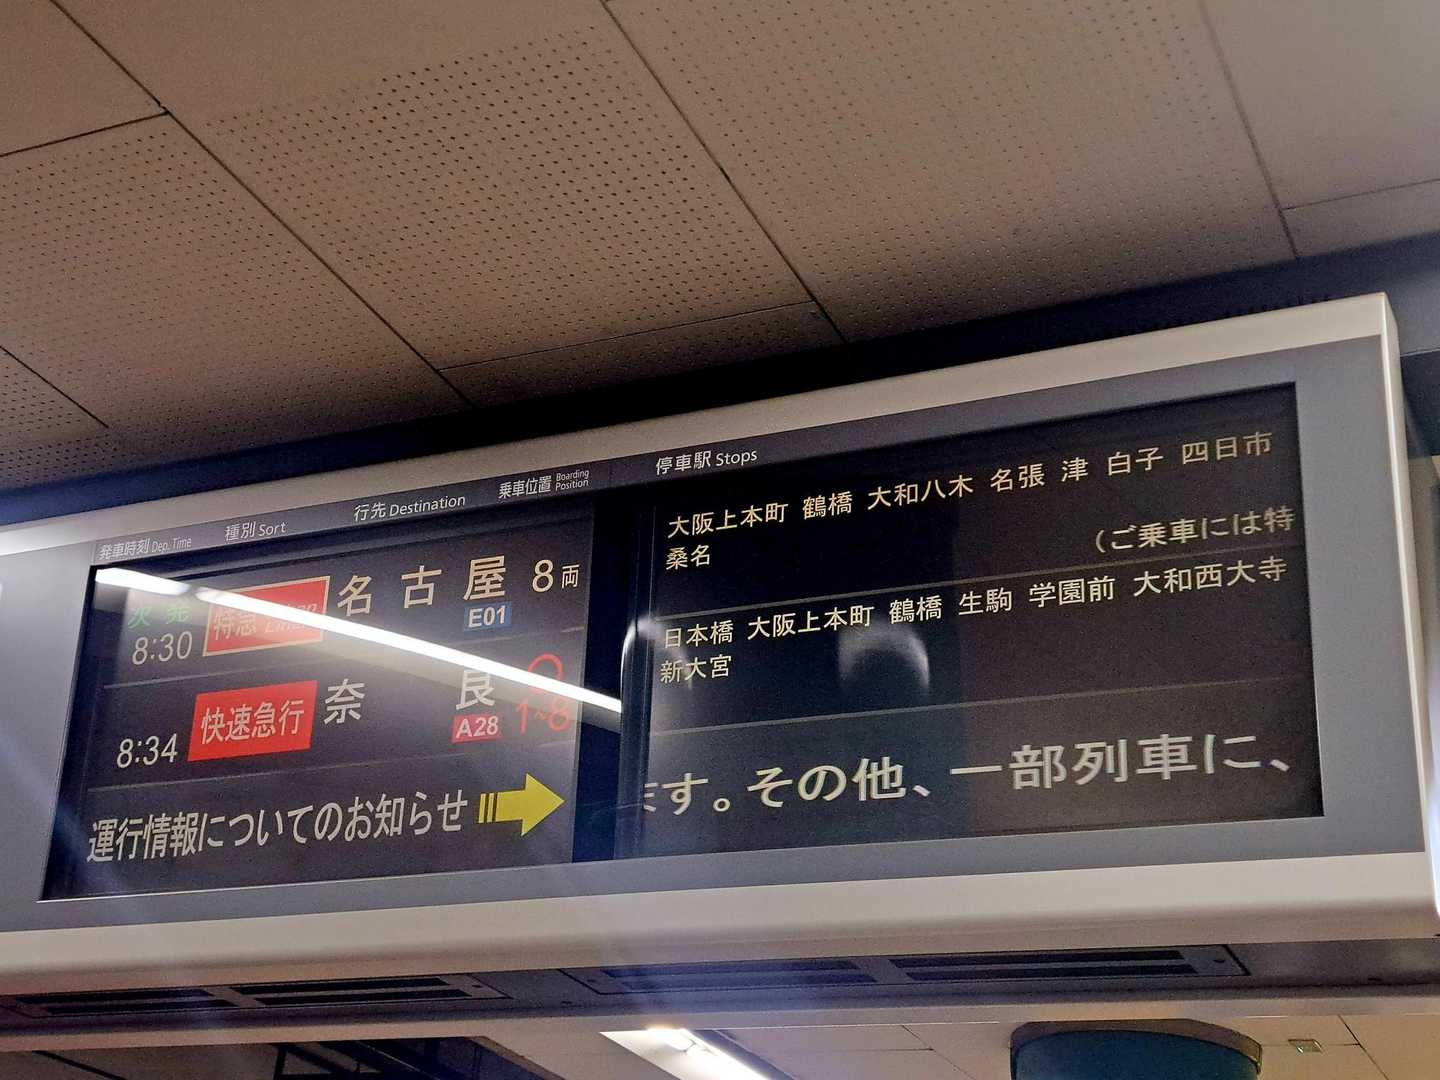 発車時刻 Dep. Time 種別 Sort 行先 Destination 乗車位置 Boarding Position 停車駅 Stops
次発
8:30 特急 名古屋 E01 8両
大阪上本町 鶴橋 大和八木 名張 津 白子 四日市
桑名 (ご乗車には特
8:34 快速急行 奈良 A28 ○ 1~8
日本橋 大阪上本町 鶴橋 生駒 学園前 大和西大寺
新大宮
運行情報についてのお知らせ
ます。その他、一部列車に、